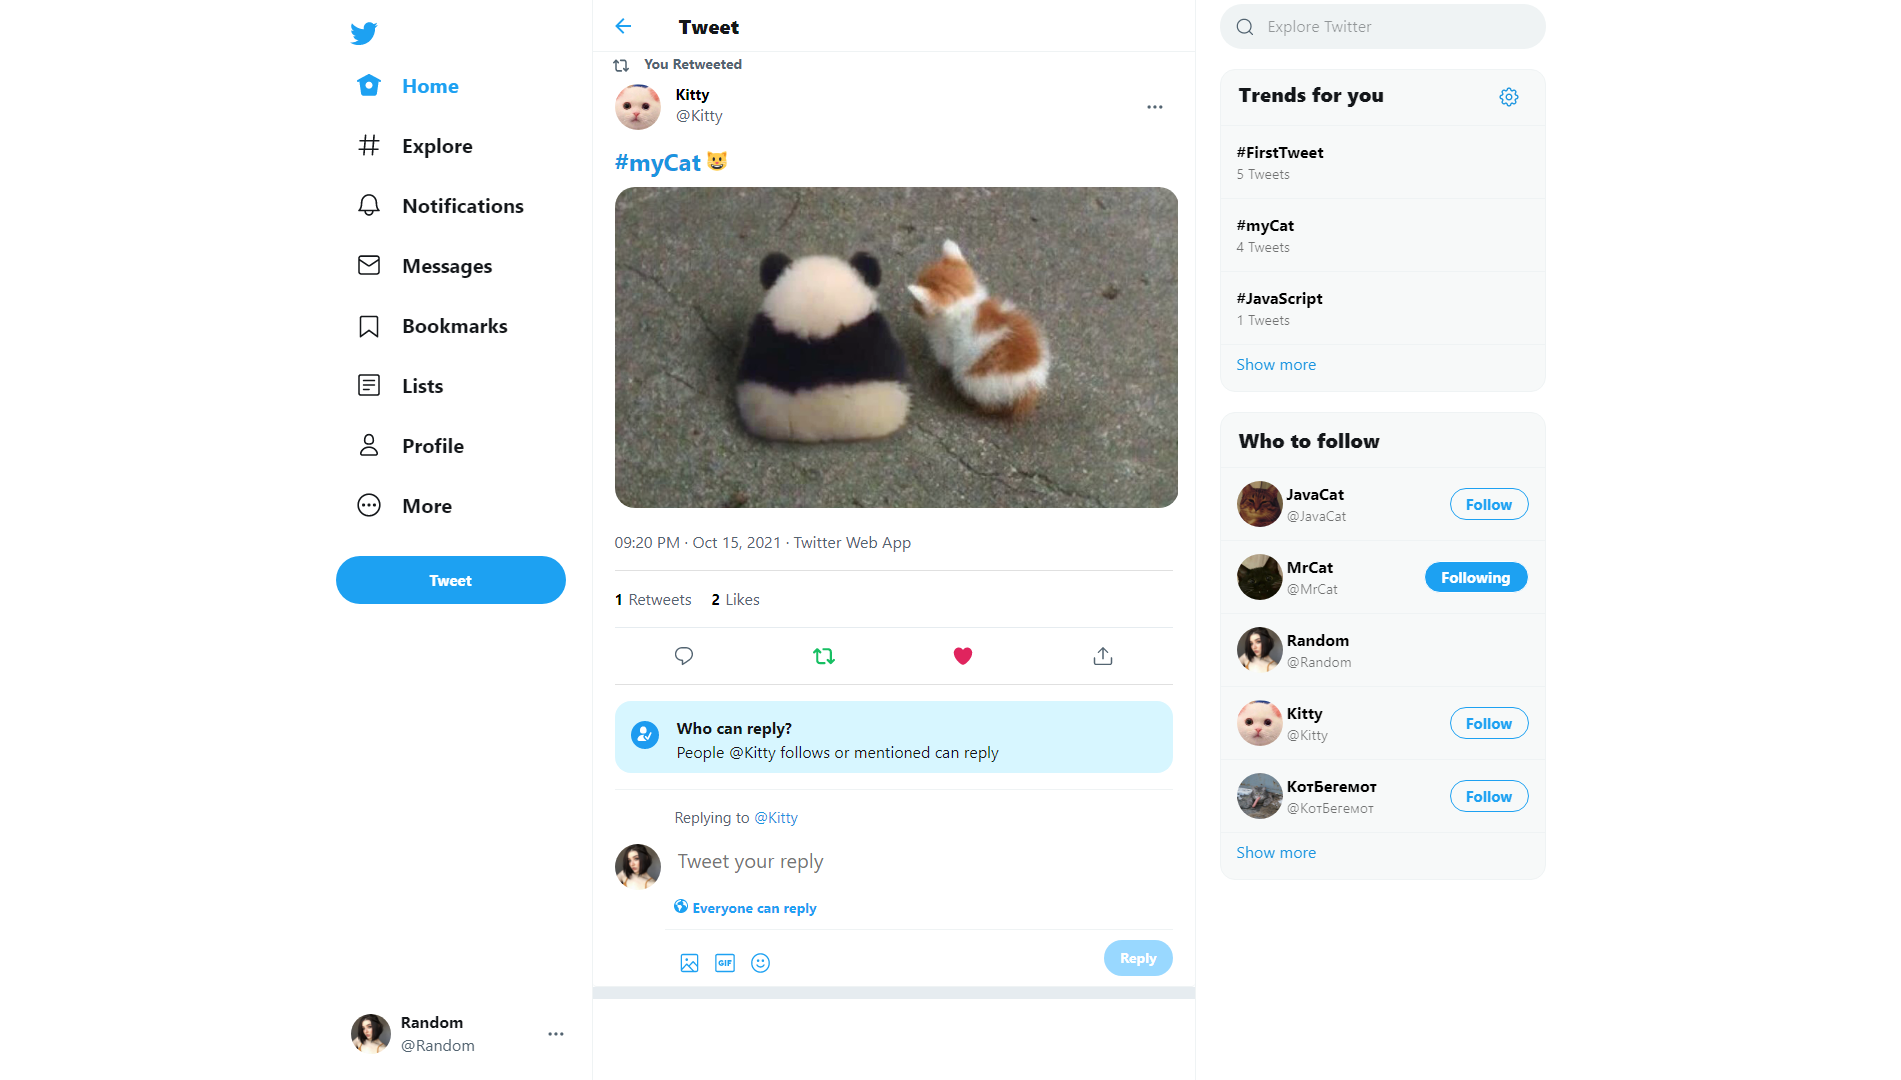 Home
Explore
Notifications
Messages
Bookmarks
Lists
Profile
More
Tweet
Random
@Random
Tweet
You Retweeted
Kitty
@Kitty
#myCat
09:20 PM · Oct 15, 2021 · Twitter Web App
1 Retweets 2 Likes
Who can reply?
People @Kitty follows or mentioned can reply
Replying to @Kitty
Tweet your reply
Everyone can reply
GIF
Reply
Explore Twitter
Trends for you
#FirstTweet
5 Tweets
#myCat
4 Tweets
#JavaScript
1 Tweets
Show more
Who to follow
JavaCat
@JavaCat
Follow
MrCat
@MrCat
Following
Random
@Random
Kitty
@Kitty
Follow
КотБегемот
@КотБегемот
Follow
Show more